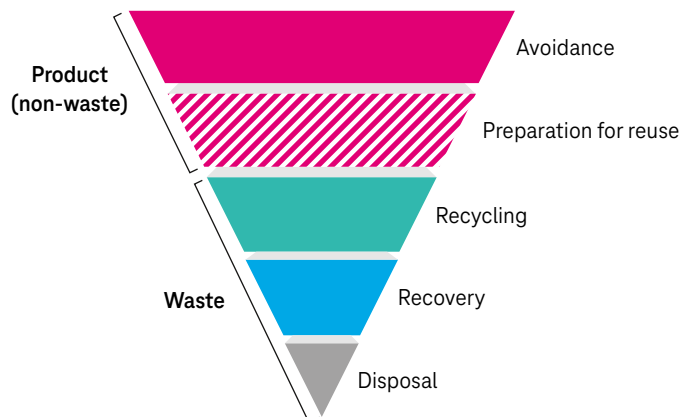 Avoidance
Product
(non-waste)
Preparation for reuse
Recycling
Waste
Recovery
Disposal